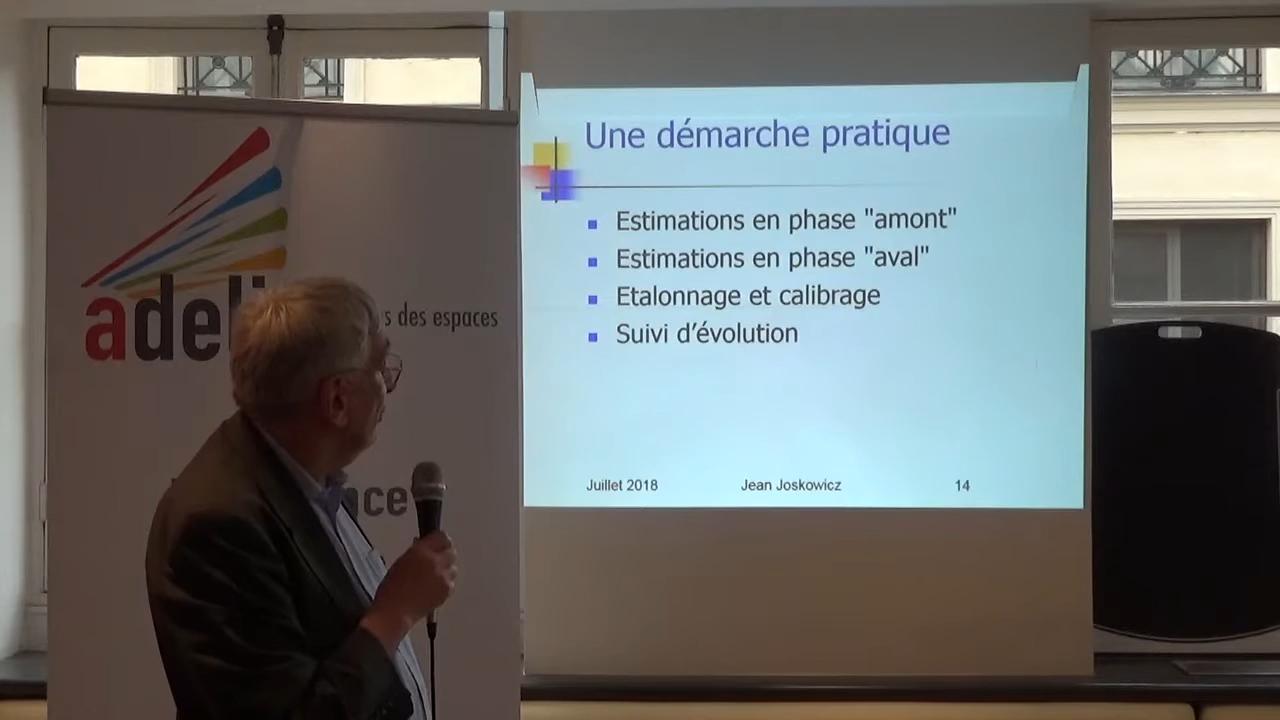 Une démarche pratique
Estimations en phase "amont"
Estimations en phase "aval"
Etalonnage et calibrage
Suivi d'évolution
Juillet 2018 Jean Joskowicz 14
adeli
des espaces